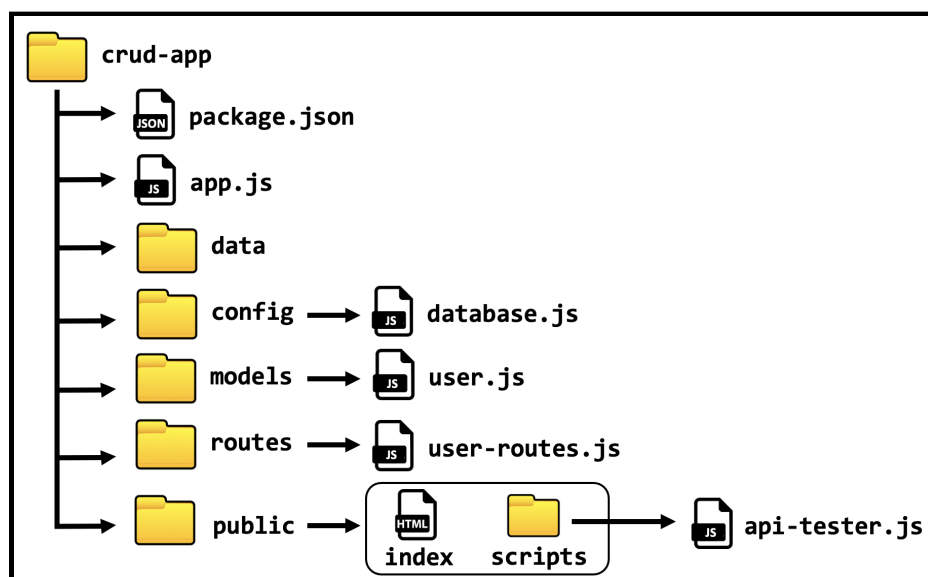 crud-app
JSON package.json
JS app.js
data
config JS database.js
models JS user.js
routes JS user-routes.js
public HTML index scripts JS api-tester.js